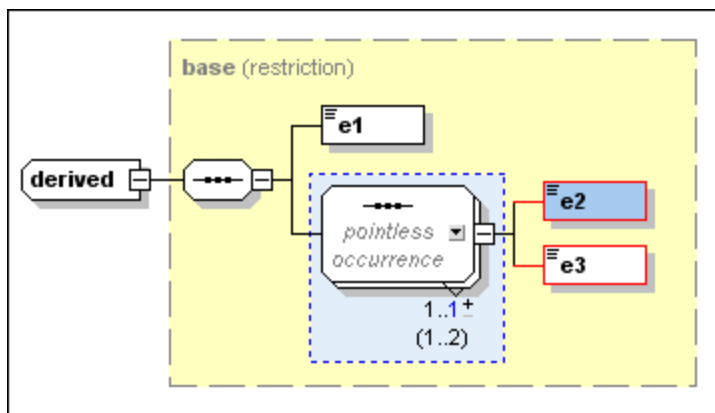 base (restriction)
e1
derived
pointless
occurrence
e2
e3
1..1
(1..2)